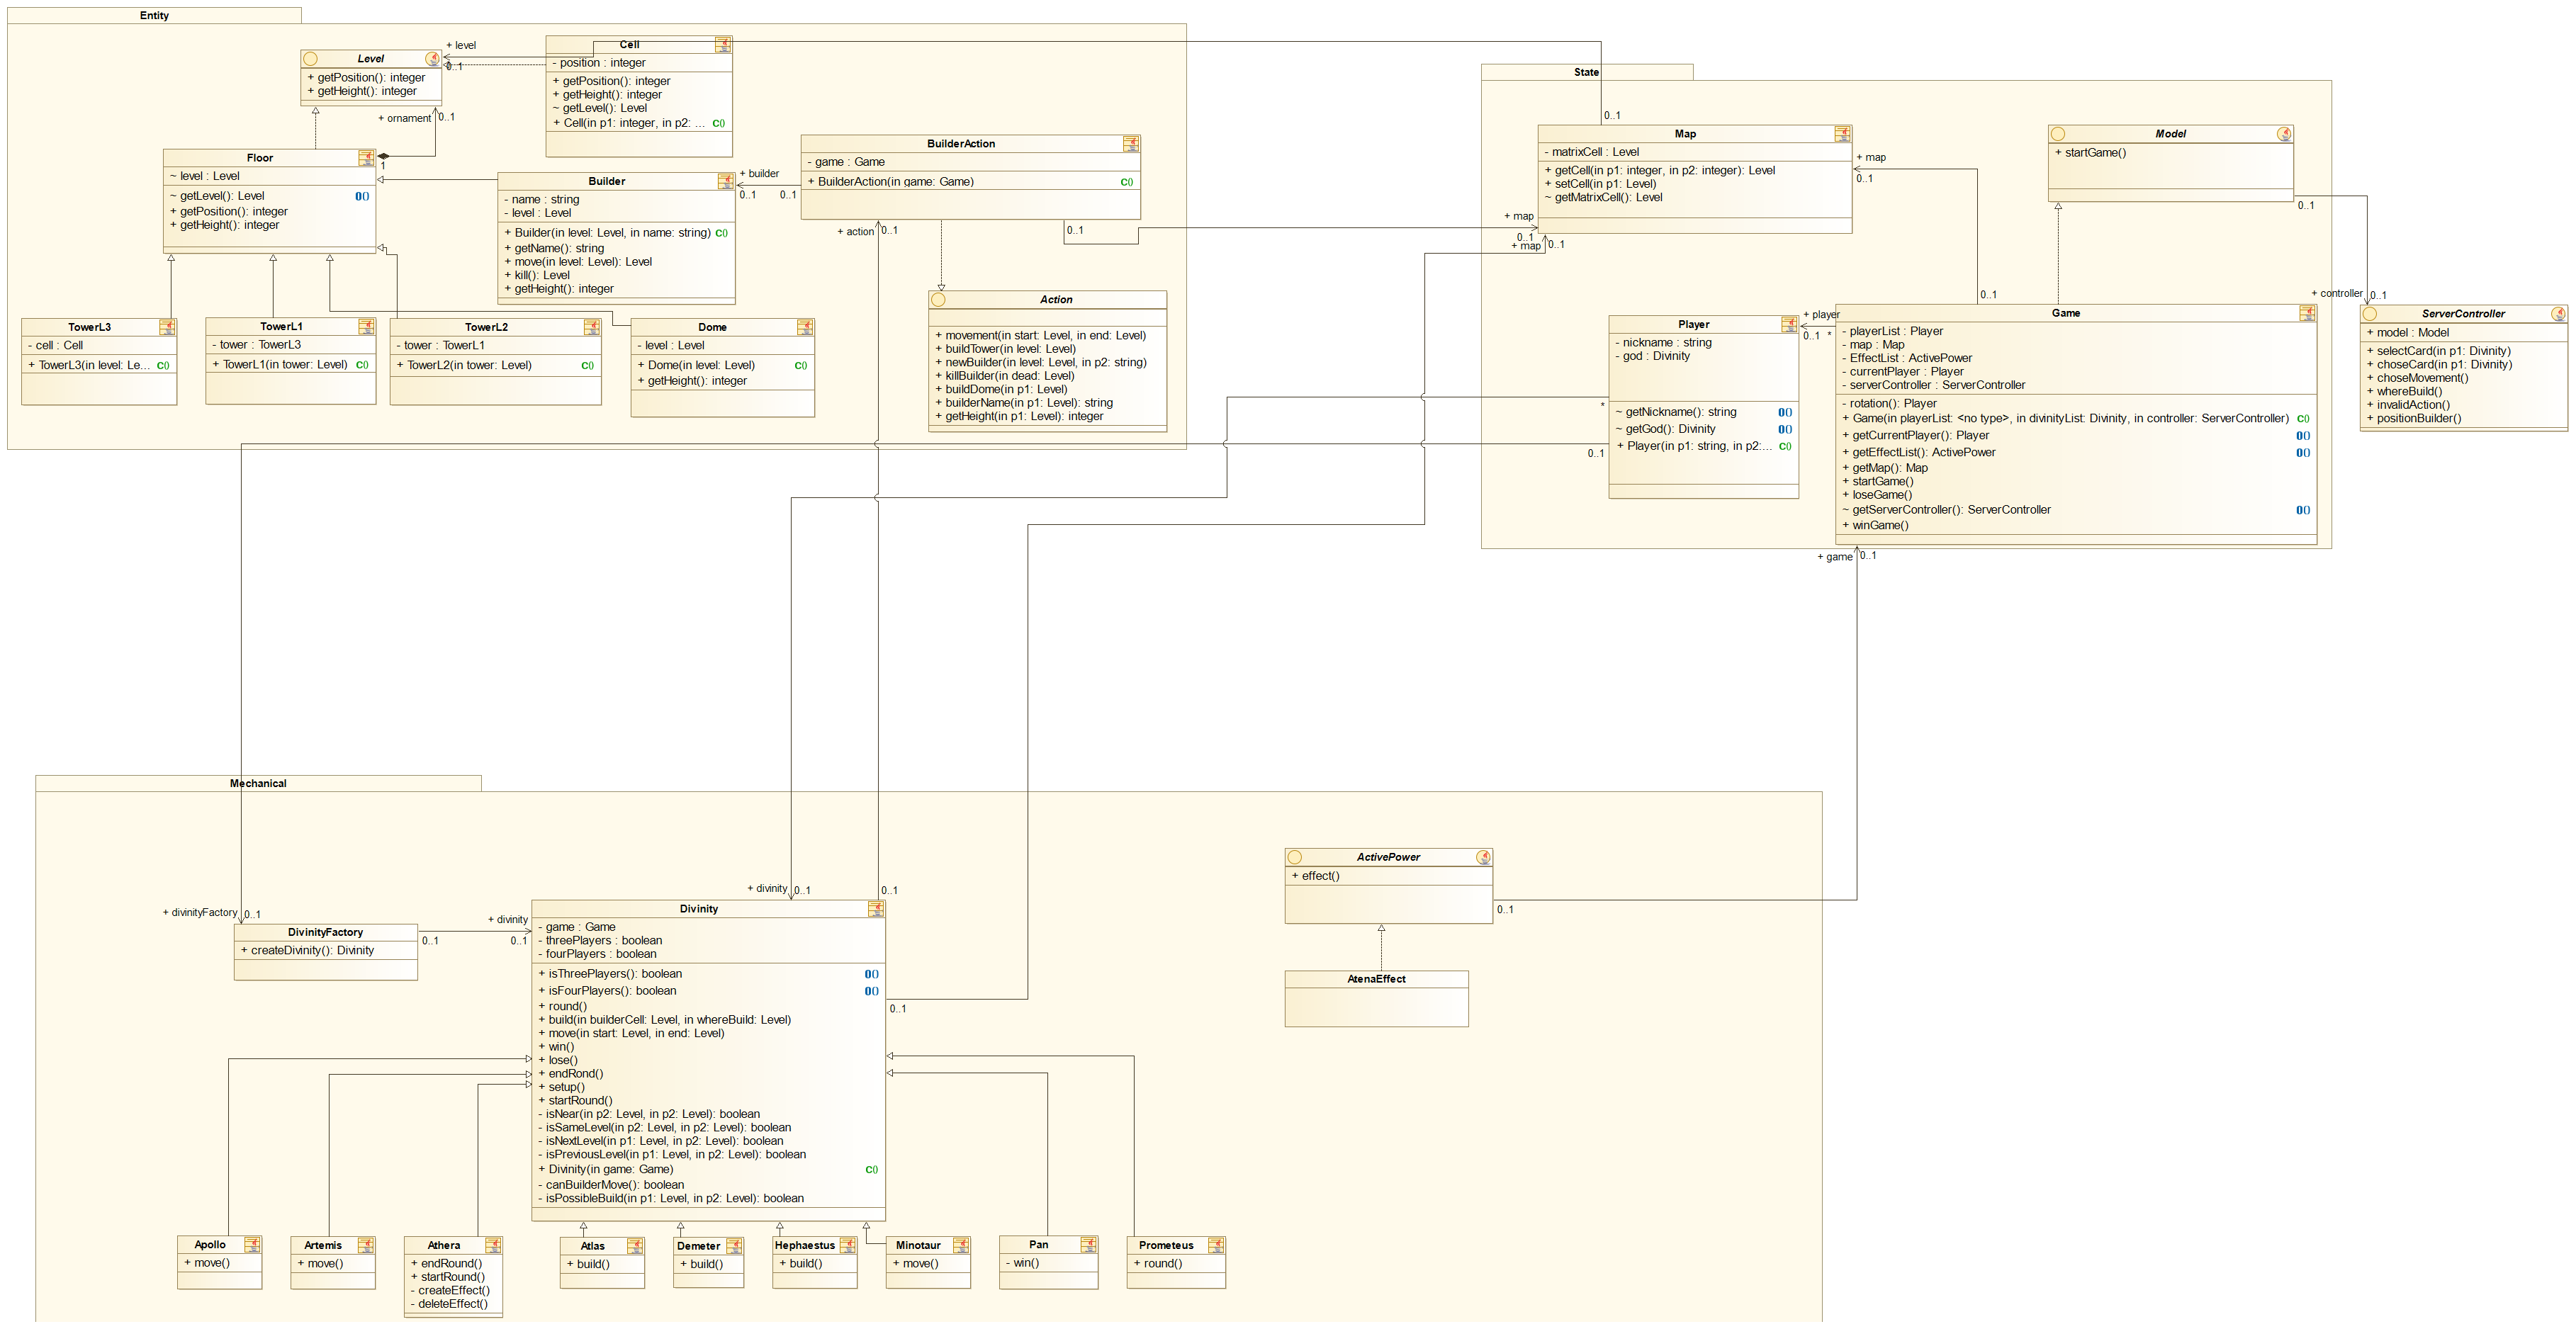 Entity
+ level
0..1
Level
+ getPosition(): integer
+ getHeight(): integer
+ ornament
0..1
Cell
- position : integer
+ getPosition(): integer
+ getHeight(): integer
~ getLevel(): Level
+ Cell(in p1: integer, in p2: ... C()
Floor
~ level : Level
~ getLevel(): Level 0()
+ getPosition(): integer
+ getHeight(): integer
1
Builder
- name : string
- level : Level
+ Builder(in level: Level, in name: string) C()
+ getName(): string
+ move(in level: Level): Level
+ kill(): Level
+ getHeight(): integer
+ builder
0..1
0..1
BuilderAction
- game : Game
+ BuilderAction(in game: Game) C()
+ action
0..1
0..1
Action
+ movement(in start: Level, in end: Level)
+ buildTower(in level: Level)
+ newBuilder(in level: Level, in p2: string)
+ killBuilder(in dead: Level)
+ buildDome(in p1: Level)
+ builderName(in p1: Level): string
+ getHeight(in p1: Level): integer
TowerL3
- cell : Cell
+ TowerL3(in level: Le... C()
TowerL1
- tower : TowerL3
+ TowerL1(in tower: Level) C()
TowerL2
- tower : TowerL1
+ TowerL2(in tower: Level) C()
Dome
- level : Level
+ Dome(in level: Level) C()
+ getHeight(): integer
State
0..1
Map
- matrixCell : Level
+ getCell(in p1: integer, in p2: integer): Level
+ setCell(in p1: Level)
~ getMatrixCell(): Level
+ map
0..1
+ map
0..1
+ map
0..1
Model
+ startGame()
0..1
+ controller
0..1
ServerController
+ model : Model
+ selectCard(in p1: Divinity)
+ choseCard(in p1: Divinity)
+ choseMovement()
+ whereBuild()
+ invalidAction()
+ positionBuilder()
Player
- nickname : string
- god : Divinity
~ getNickname(): string 0()
~ getGod(): Divinity 0()
+ Player(in p1: string, in p2:... C()
*
0..1
+ player
0..1
*
0..1
Game
- playerList : Player
- map : Map
- EffectList : ActivePower
- currentPlayer : Player
- serverController : ServerController
- rotation(): Player
+ Game(in playerList: <no type>, in divinityList: Divinity, in controller: ServerController) C()
+ getCurrentPlayer(): Player 0()
+ getEffectList(): ActivePower 0()
+ getMap(): Map
+ startGame()
+ loseGame()
~ getServerController(): ServerController 0()
+ winGame()
+ game
0..1
Mechanical
+ divinityFactory
0..1
DivinityFactory
+ createDivinity(): Divinity
0..1
+ divinity
0..1
+ divinity
0..1
0..1
Divinity
- game : Game
- threePlayers : boolean
- fourPlayers : boolean
+ isThreePlayers(): boolean 0()
+ isFourPlayers(): boolean 0()
+ round()
+ build(in builderCell: Level, in whereBuild: Level)
+ move(in start: Level, in end: Level)
+ win()
+ lose()
+ endRond()
+ setup()
+ startRound()
- isNear(in p2: Level, in p2: Level): boolean
- isSameLevel(in p2: Level, in p2: Level): boolean
- isNextLevel(in p1: Level, in p2: Level): boolean
- isPreviousLevel(in p1: Level, in p2: Level): boolean
+ Divinity(in game: Game) C()
- canBuilderMove(): boolean
- isPossibleBuild(in p1: Level, in p2: Level): boolean
0..1
ActivePower
+ effect()
0..1
AtenaEffect
Apollo
+ move()
Artemis
+ move()
Athera
+ endRound()
+ startRound()
- createEffect()
- deleteEffect()
Atlas
+ build()
Demeter
+ build()
Hephaestus
+ build()
Minotaur
+ move()
Pan
- win()
Prometeus
+ round()